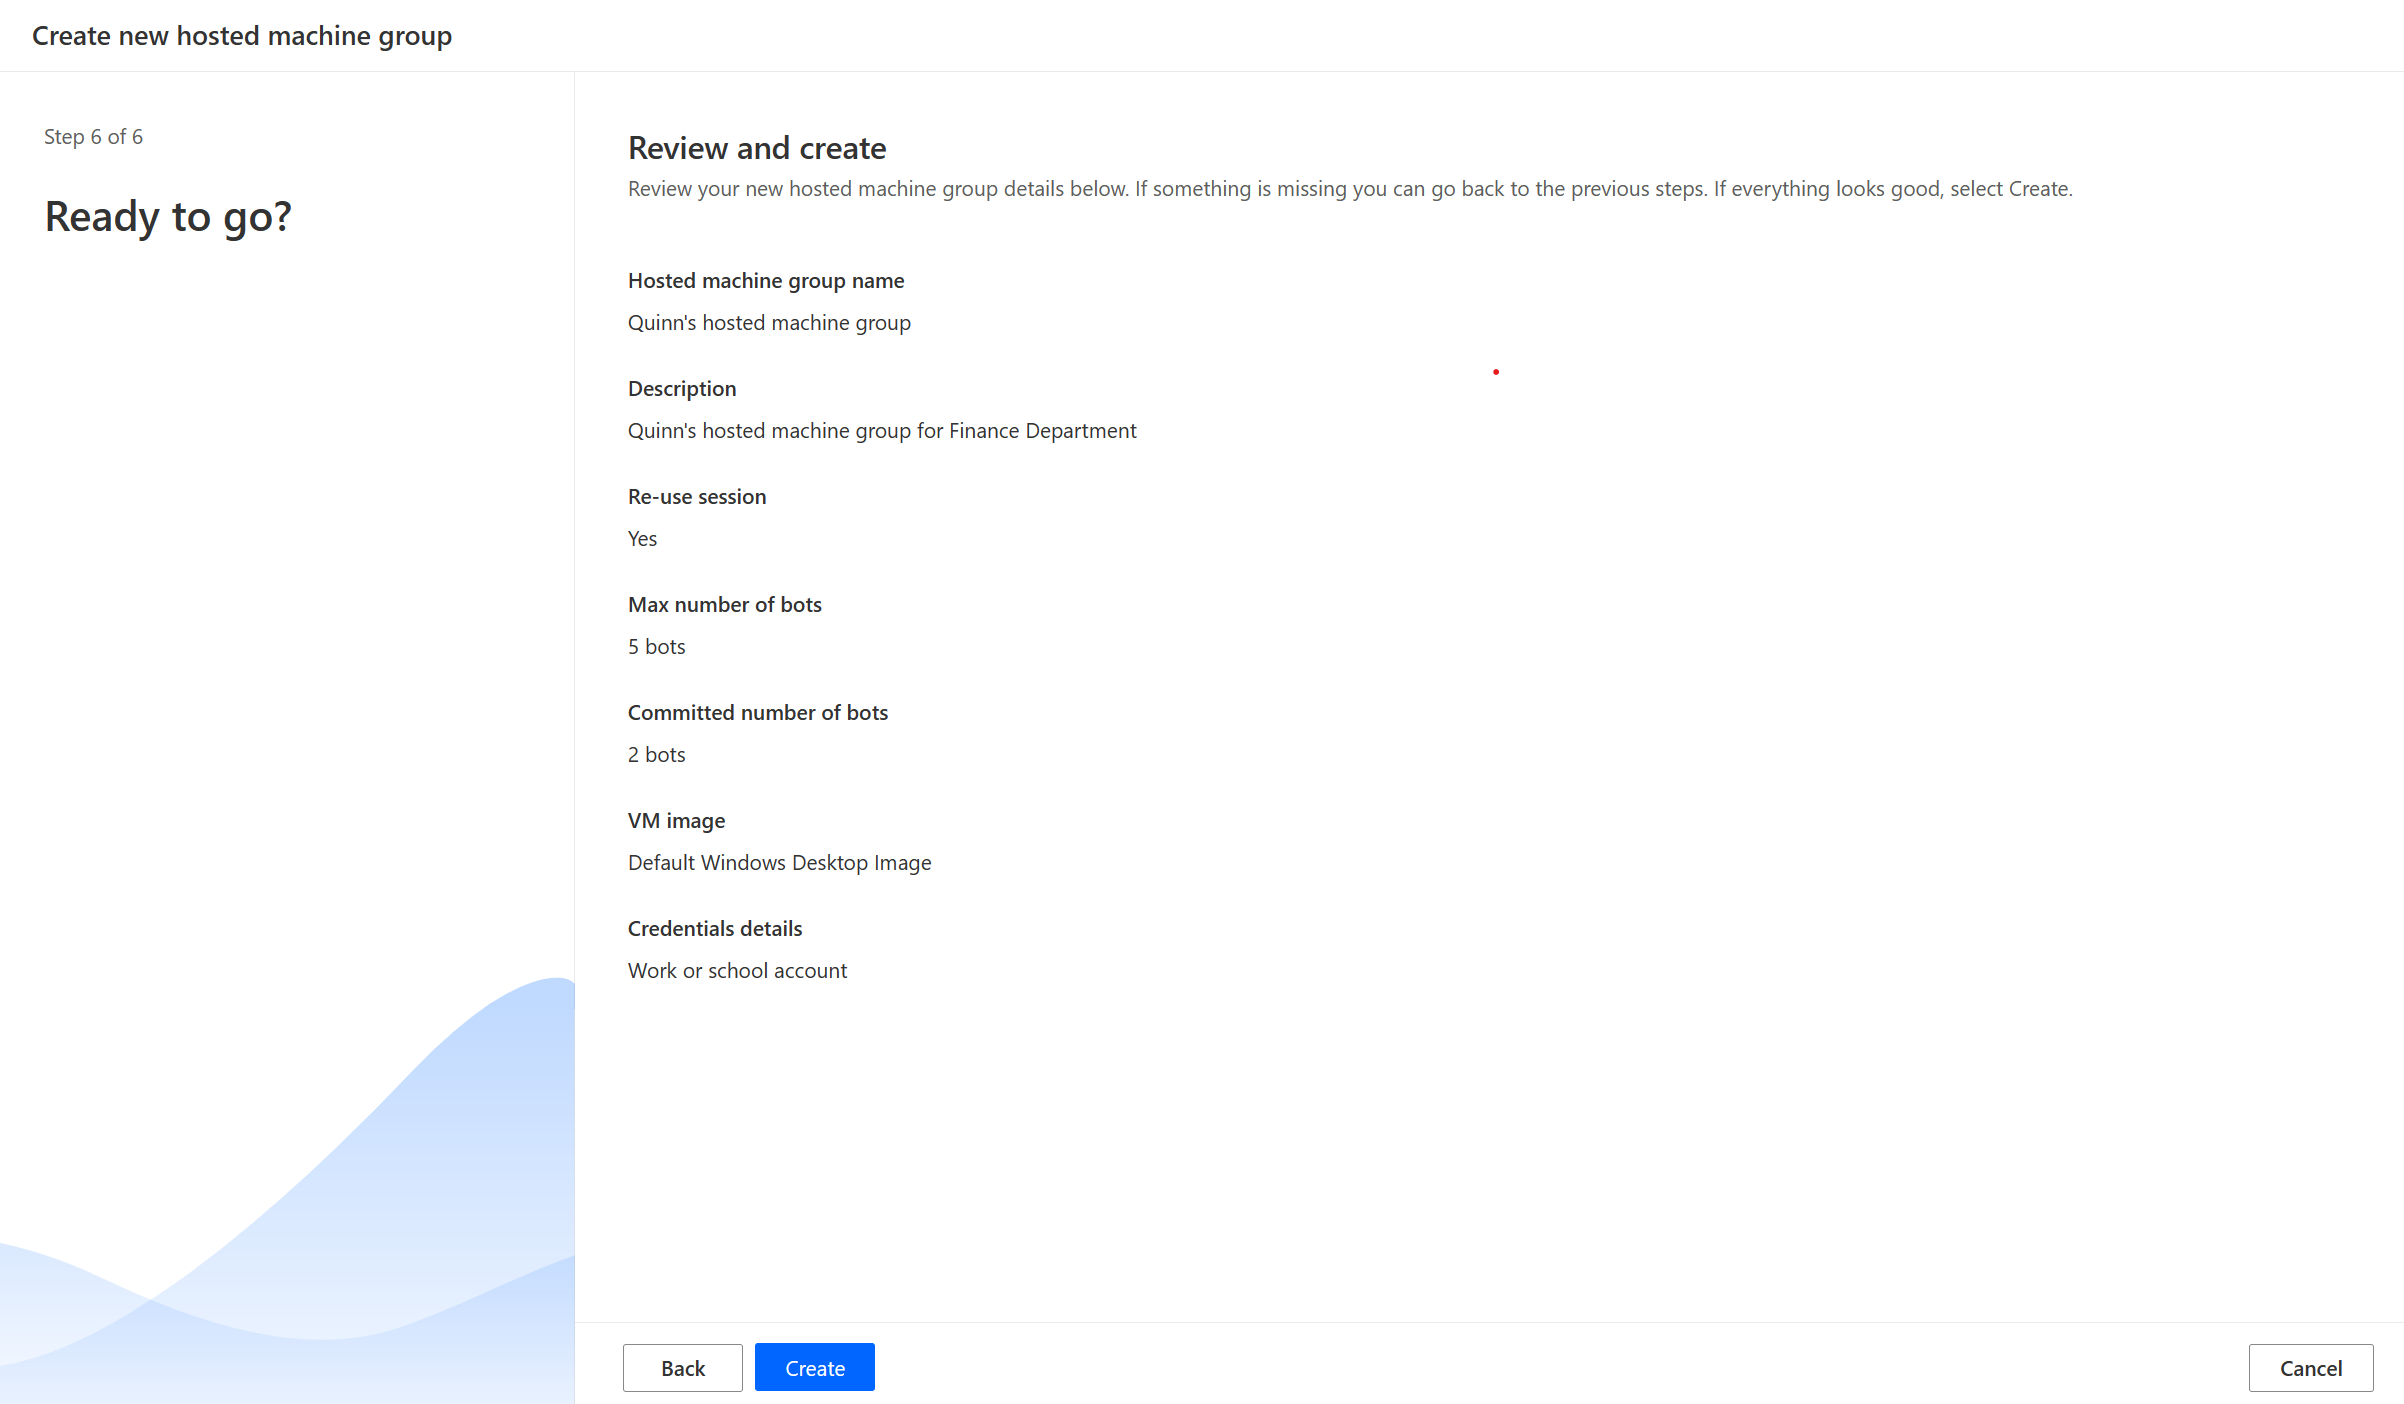 Create new hosted machine group
Step 6 of 6
Ready to go?
Review and create
Review your new hosted machine group details below. If something is missing you can go back to the previous steps. If everything looks good, select Create.
Hosted machine group name
Quinn's hosted machine group
Description
Quinn's hosted machine group for Finance Department
Re-use session
Yes
Max number of bots
5 bots
Committed number of bots
2 bots
VM image
Default Windows Desktop Image
Credentials details
Work or school account
Back
Create
Cancel